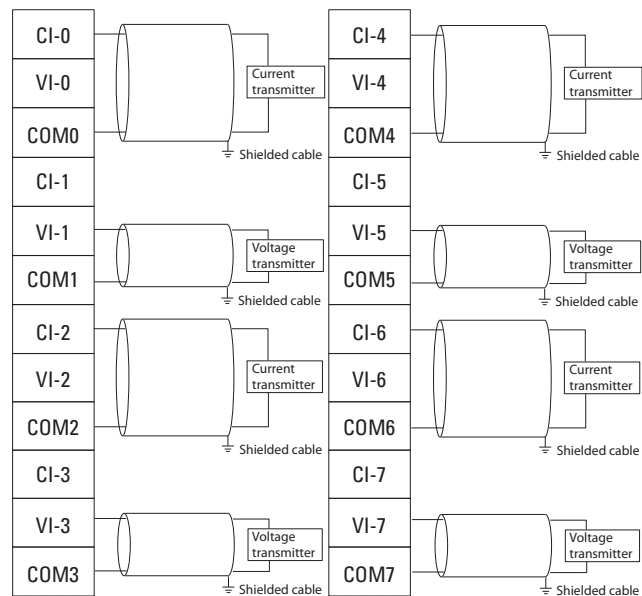 CI-0
VI-0
Current
transmitter
COM0
Shielded cable
CI-1
VI-1
Voltage
transmitter
COM1
Shielded cable
CI-2
VI-2
Current
transmitter
COM2
Shielded cable
CI-3
VI-3
Voltage
transmitter
COM3
Shielded cable
CI-4
VI-4
Current
transmitter
COM4
Shielded cable
CI-5
VI-5
Voltage
transmitter
COM5
Shielded cable
CI-6
VI-6
Current
transmitter
COM6
Shielded cable
CI-7
VI-7
Voltage
transmitter
COM7
Shielded cable